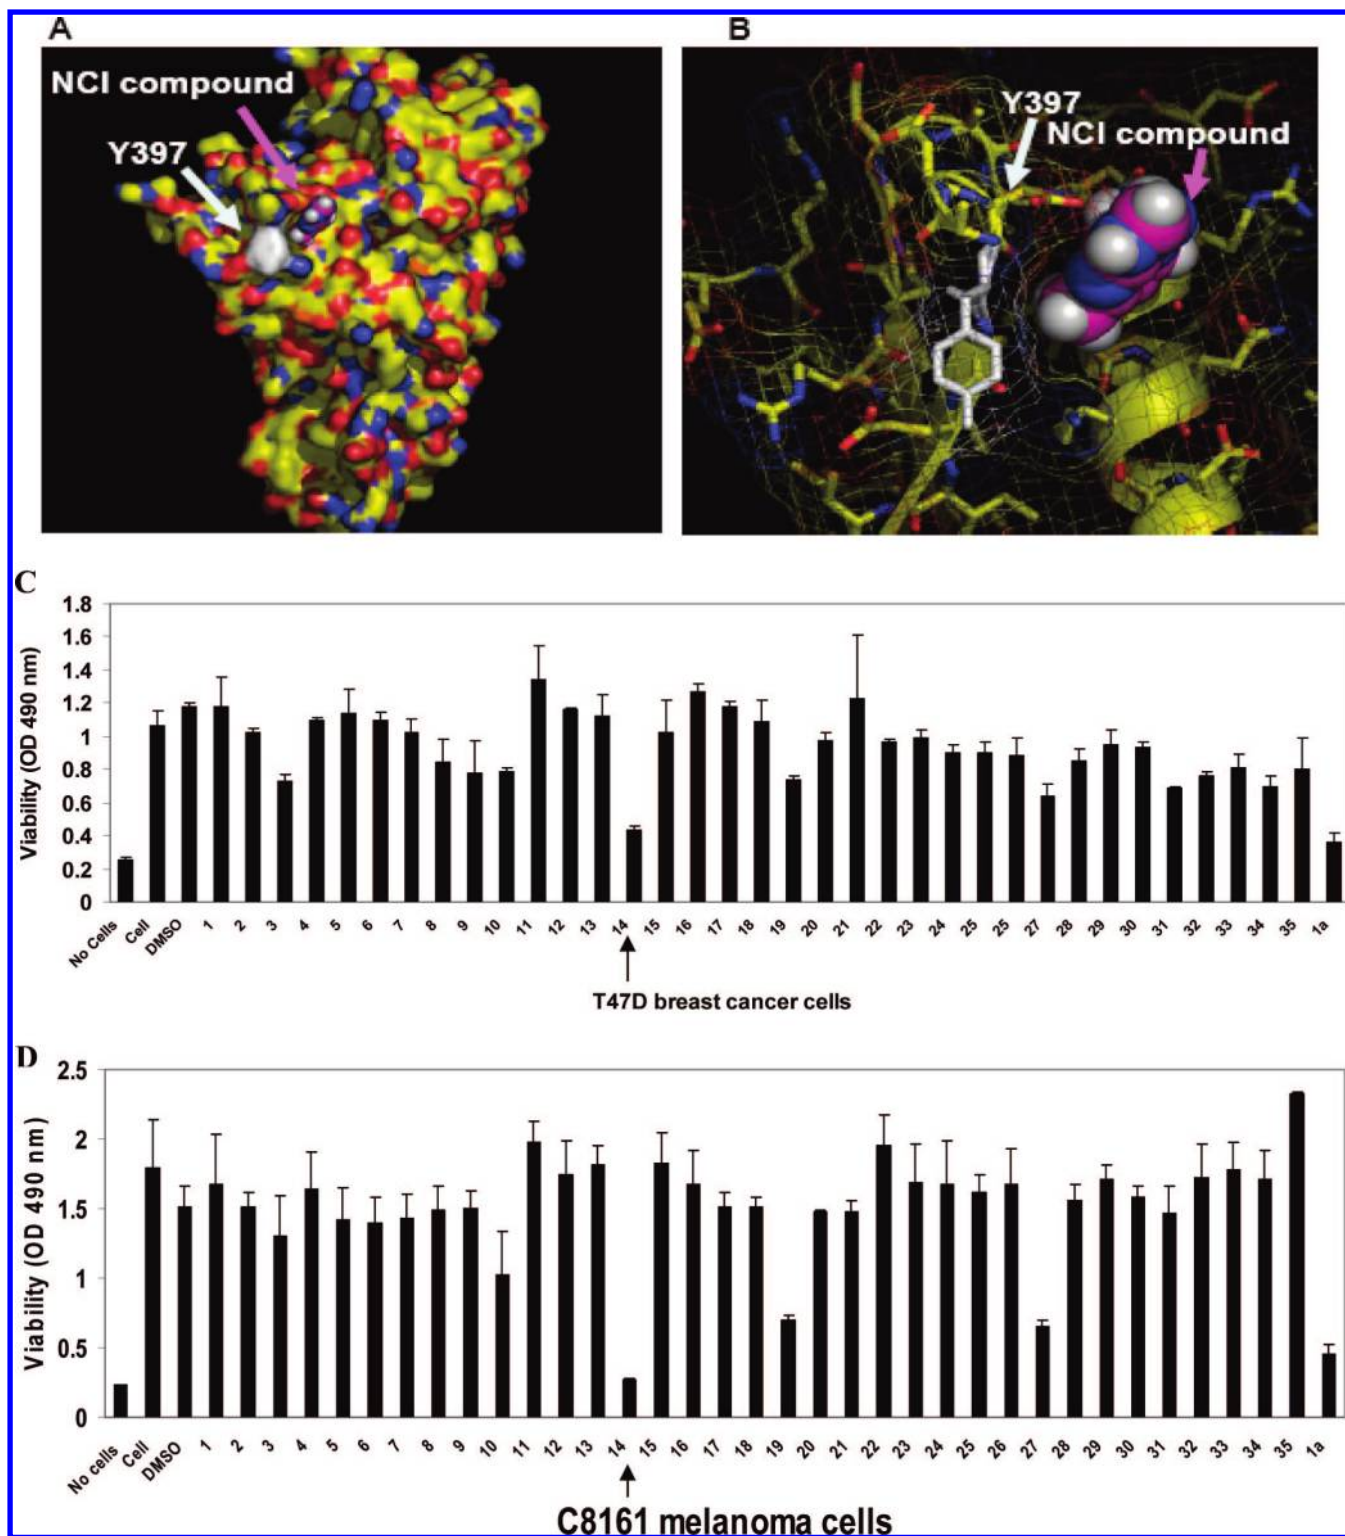 A
B
NCI compound
Y397
Y397
NCI compound
C
Viability (OD 490 nm)
1.8
1.6
1.4
1.2
1
0.8
0.6
0.4
0.2
0
No Cells Cell DMSO 1 2 3 4 5 6 7 8 9 10 11 12 13 14 15 16 17 18 19 20 21 22 23 24 25 25 27 28 29 30 31 32 33 34 35 1a
T47D breast cancer cells
D
Viability (OD 490 nm)
2.5
2
1.5
1
0.5
0
No cells Cell DMSO 1 2 3 4 5 6 7 8 9 10 11 12 13 14 15 16 17 18 19 20 21 22 23 24 25 26 27 28 29 30 31 32 33 34 35 1a
C8161 melanoma cells